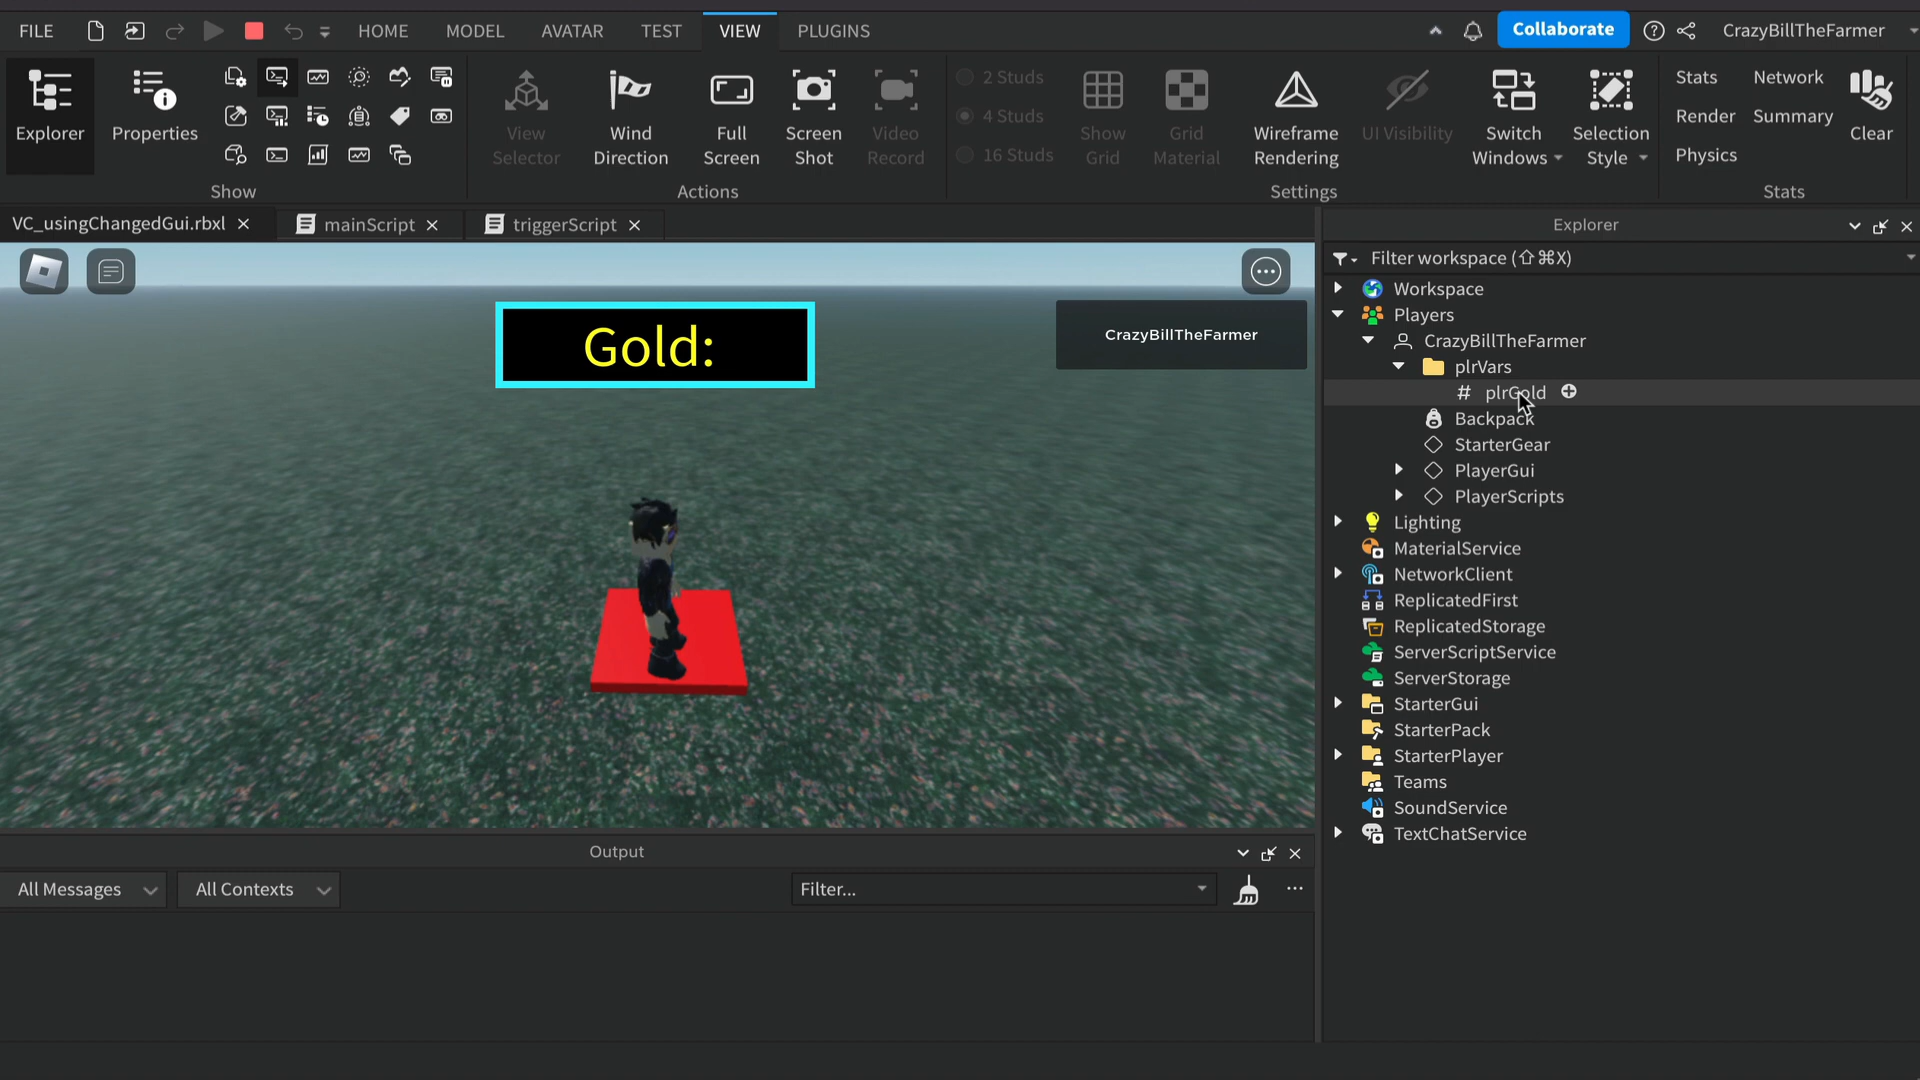 FILE HOME MODEL AVATAR TEST VIEW PLUGINS Collaborate CrazyBillTheFarmer
Explorer
Properties
Show
View Selector
Wind Direction
Full Screen
Screen Shot
Video Record
Actions
2 Studs
4 Studs
16 Studs
Show Grid
Grid Material
Wireframe Rendering
UI Visibility
Switch Windows
Selection Style
Settings
Stats Network
Render Summary
Physics
Clear
Stats
VC_usingChangedGui.rbxl mainScript triggerScript
Gold:
CrazyBillTheFarmer
Explorer
Filter workspace (⇧⌘X)
Workspace
Players
CrazyBillTheFarmer
plrVars
# plrGold
Backpack
StarterGear
PlayerGui
PlayerScripts
Lighting
MaterialService
NetworkClient
ReplicatedFirst
ReplicatedStorage
ServerScriptService
ServerStorage
StarterGui
StarterPack
StarterPlayer
Teams
SoundService
TextChatService
Output
All Messages All Contexts Filter...